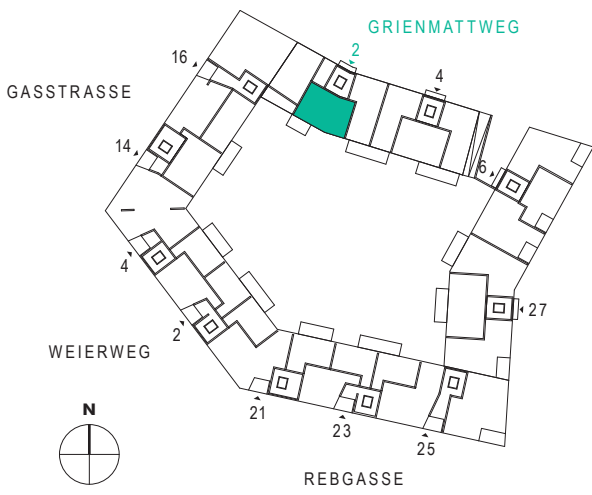 GRIENMATTWEG
2
16
4
GASSTRASSE
14
6
4
27
2
WEIERWEG
21
23
25
N
REBGASSE